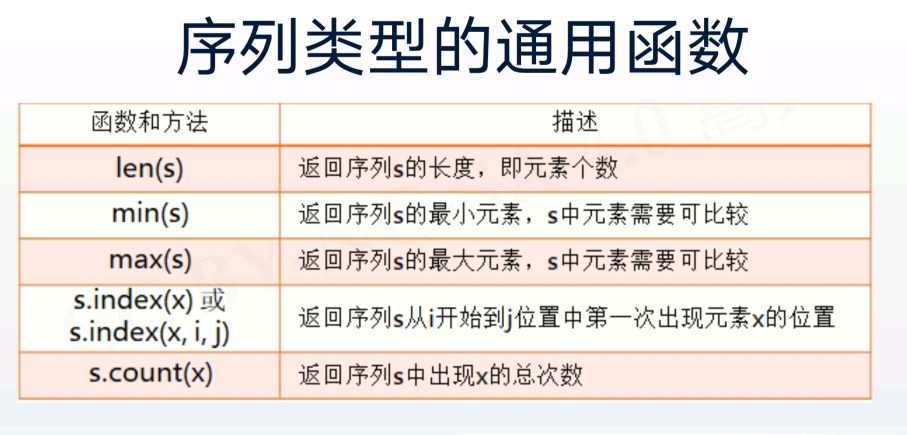 序列类型的通用函数
函数和方法 描述
len(s) 返回序列s的长度，即元素个数
min(s) 返回序列s的最小元素，s中元素需要可比较
max(s) 返回序列s的最大元素，s中元素需要可比较
s.index(x) 或
s.index(x, i, j) 返回序列s从i开始到j位置中第一次出现元素x的位置
s.count(x) 返回序列s中出现x的总次数